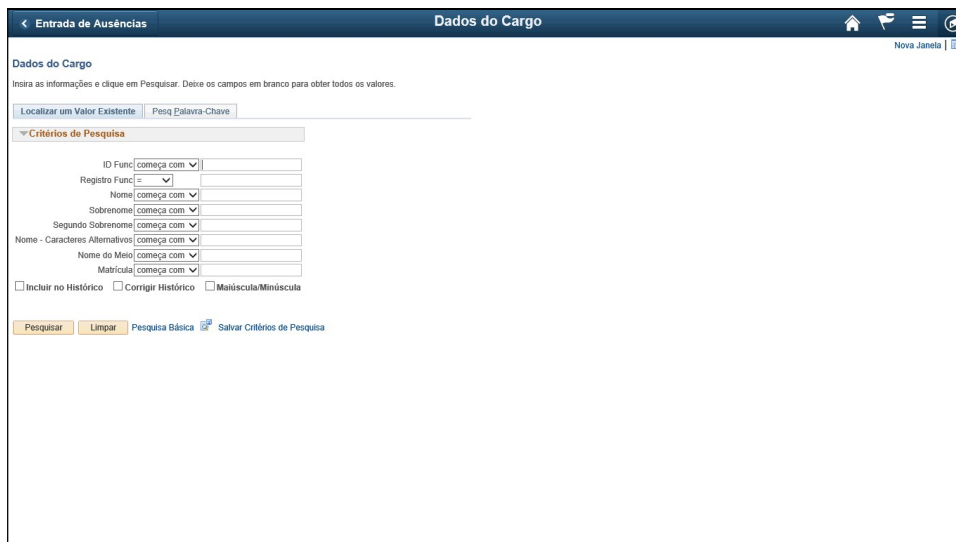 Entrada de Ausências
Dados do Cargo
Nova Janela |
Dados do Cargo
Insira as informações e clique em Pesquisar. Deixe os campos em branco para obter todos os valores.
Localizar um Valor Existente Pesq Palavra-Chave
Critérios de Pesquisa
ID Func começa com
Registro Func =
Nome começa com
Sobrenome começa com
Segundo Sobrenome começa com
Nome - Caracteres Alternativos começa com
Nome do Meio começa com
Matrícula começa com
Incluir no Histórico Corrigir Histórico Maiúscula/Minúscula
Pesquisar Limpar Pesquisa Básica Salvar Critérios de Pesquisa